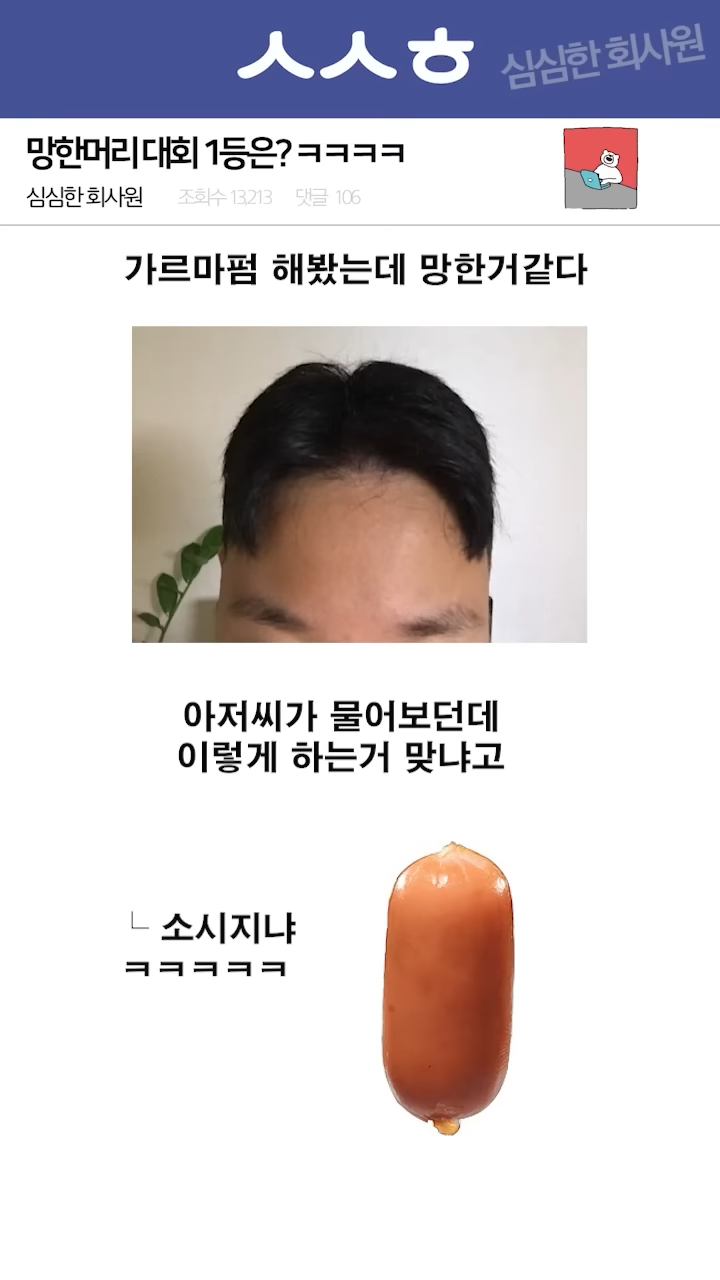 ㅅㅅㅎ
심심한 회사원
망한머리 대회 1등은? ㅋㅋㅋㅋ
심심한 회사원 조회수 13,213 댓글 106
가르마펌 해봤는데 망한거같다
아저씨가 물어보던데
이렇게 하는거 맞냐고
ㄴ 소시지냐
ㅋㅋㅋㅋㅋ